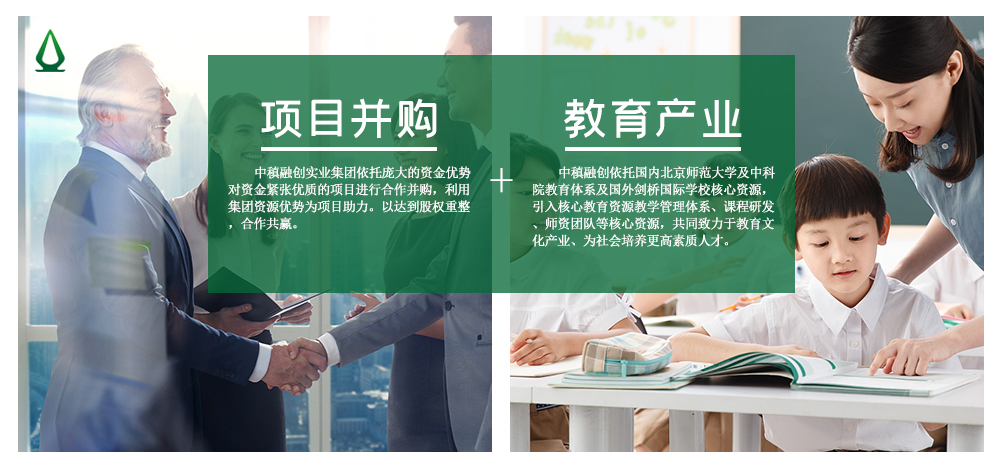 项目并购
中稹融创实业集团依托庞大的资金优势
对资金紧张优质的项目进行合作并购，利用
集团资源优势为项目助力。以达到股权重整
，合作共赢。
+
教育产业
中稹融创依托国内北京师范大学及中科
院教育体系及国外剑桥国际学校核心资源，
引入核心教育资源教学管理体系、课程研发
、师资团队等核心资源，共同致力于教育文
化产业、为社会培养更高素质人才。